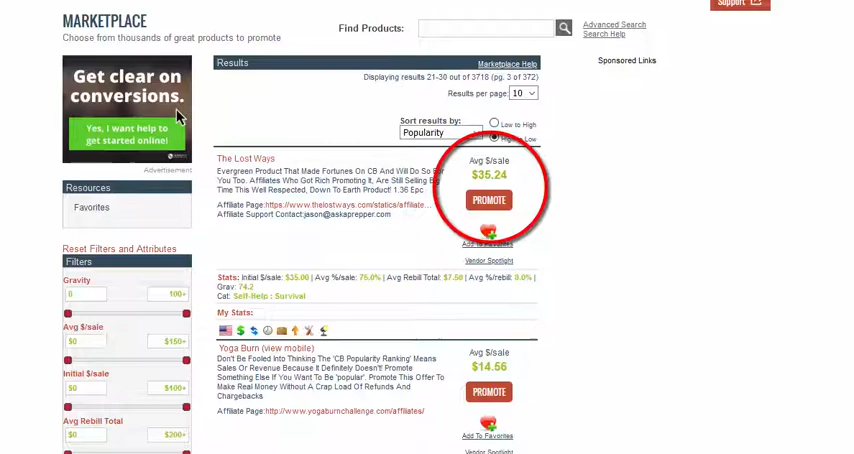 Support
MARKETPLACE
Choose from thousands of great products to promote
Find Products:
Advanced Search
Search Help
Get clear on
conversions.
Yes, I want help to
get started online!
Advertisement
Resources
Favorites
Reset Filters and Attributes
Filters
Gravity
0 100+
Avg $/sale
$0 $150+
Initial $/sale
$0 $100+
Avg Rebill Total
$0 $200+
Results Marketplace Help
Displaying results 21-30 out of 3718 (pg. 3 of 372)
Results per page: 10
Sort results by:
Popularity
Low to High
Low
The Lost Ways
Evergreen Product That Made Fortunes On CB And Will Do So For
You Too. Affiliates Who Got Rich Promoting It, Are Still Selling Big
Time This Well Respected, Down To Earth Product! 1.36 Epc
Affiliate Page:https://www.thelostways.com/statics/affiliate...
Affiliate Support Contact:jason@askaprepper.com
Avg $/sale
$35.24
PROMOTE
Add To Favorites
Vendor Spotlight
Stats: Initial $/sale: $35.00 | Avg %/sale: 75.0% | Avg Rebill Total: $7.50 | Avg %/rebill: 8.0% |
Grav: 74.2
Cat: Self-Help : Survival
My Stats:
Yoga Burn (view mobile)
Don't Be Fooled Into Thinking The 'CB Popularity Ranking' Means
Sales Or Revenue Because It Definitely Doesn't! Promote
Something Else If You Want To Be 'popular'. Promote This Offer To
Make Real Money Without A Crap Load Of Refunds And
Chargebacks
Affiliate Page:http://www.yogaburnchallenge.com/affiliates/
Avg $/sale
$14.56
PROMOTE
Add To Favorites
Vendor Spotlight
Sponsored Links